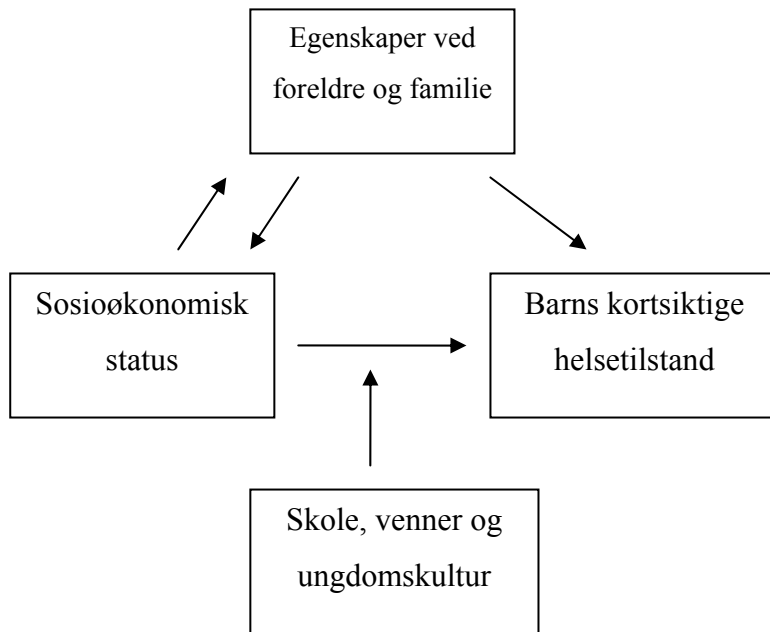 Egenskaper ved
foreldre og familie
Sosioøkonomisk
status
Barns kortsiktige
helsetilstand
Skole, venner og
ungdomskultur